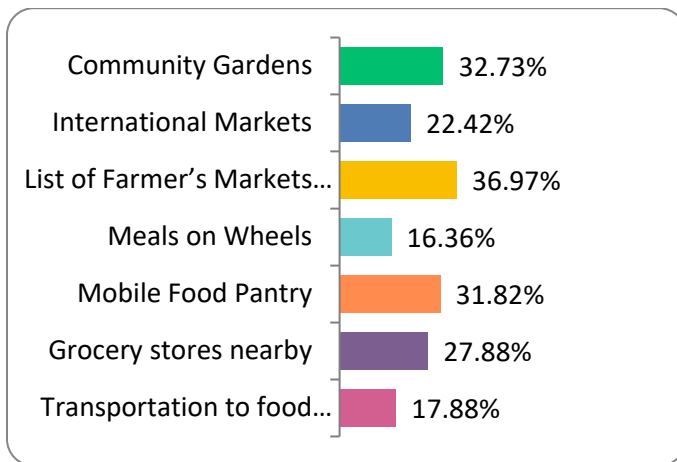 Community Gardens 32.73%
International Markets 22.42%
List of Farmer’s Markets… 36.97%
Meals on Wheels 16.36%
Mobile Food Pantry 31.82%
Grocery stores nearby 27.88%
Transportation to food… 17.88%